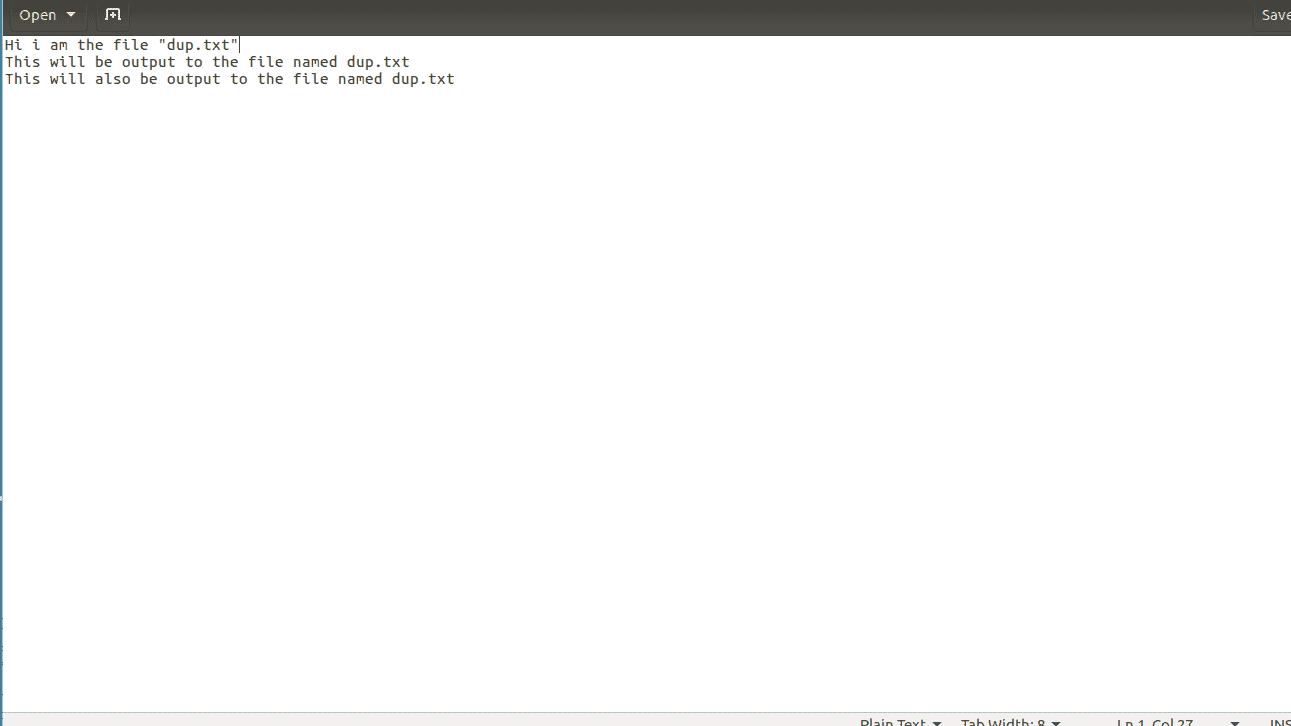 Open
Save
Hi i am the file "dup.txt"
This will be output to the file named dup.txt
This will also be output to the file named dup.txt
Plain Text Tab Width: 8 Ln 1, Col 27 INS